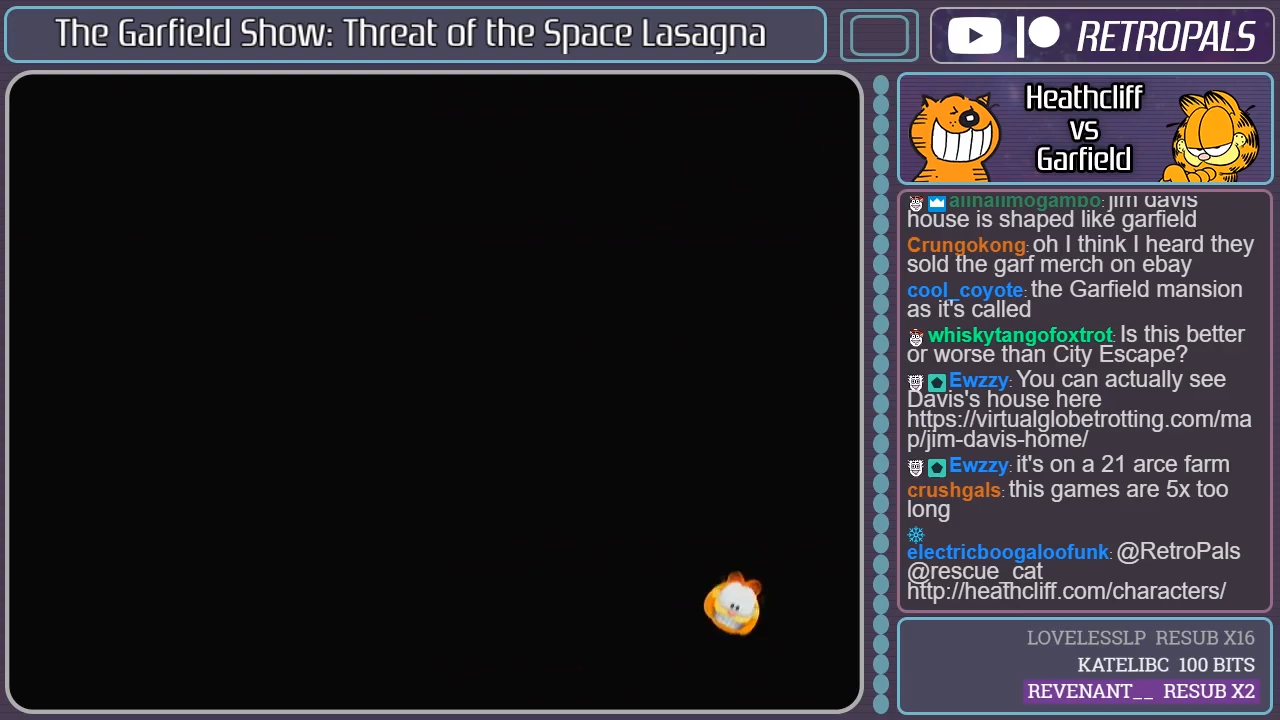 The Garfield Show: Threat of the Space Lasagna
RETROPALS
Heathcliff
vs
Garfield
alinalimogambo: jim davis
house is shaped like garfield
Crungokong: oh I think I heard they
sold the garf merch on ebay
cool_coyote: the Garfield mansion
as it's called
whiskytangofoxtrot: Is this better
or worse than City Escape?
Ewzzy: You can actually see
Davis's house here
https://virtualglobetrotting.com/ma
p/jim-davis-home/
Ewzzy: it's on a 21 arce farm
crushgals: this games are 5x too
long
electricboogaloofunk: @RetroPals
@rescue_cat
http://heathcliff.com/characters/
LOVELESSLP RESUB X16
KATELIBC 100 BITS
REVENANT__ RESUB X2